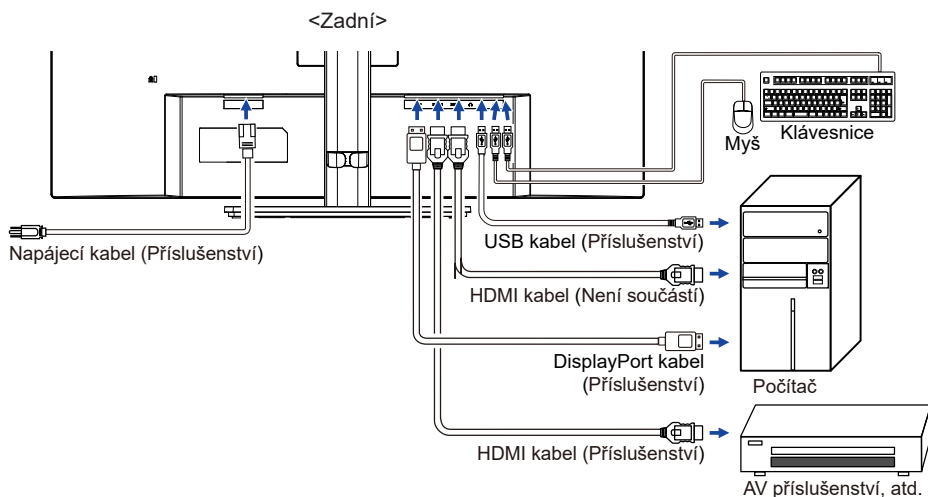 <Zadní>
Klávesnice
Myš
USB kabel (Příslušenství)
Napájecí kabel (Příslušenství)
HDMI kabel (Není součástí)
DisplayPort kabel
(Příslušenství)
Počítač
HDMI kabel (Příslušenství)
AV příslušenství, atd.